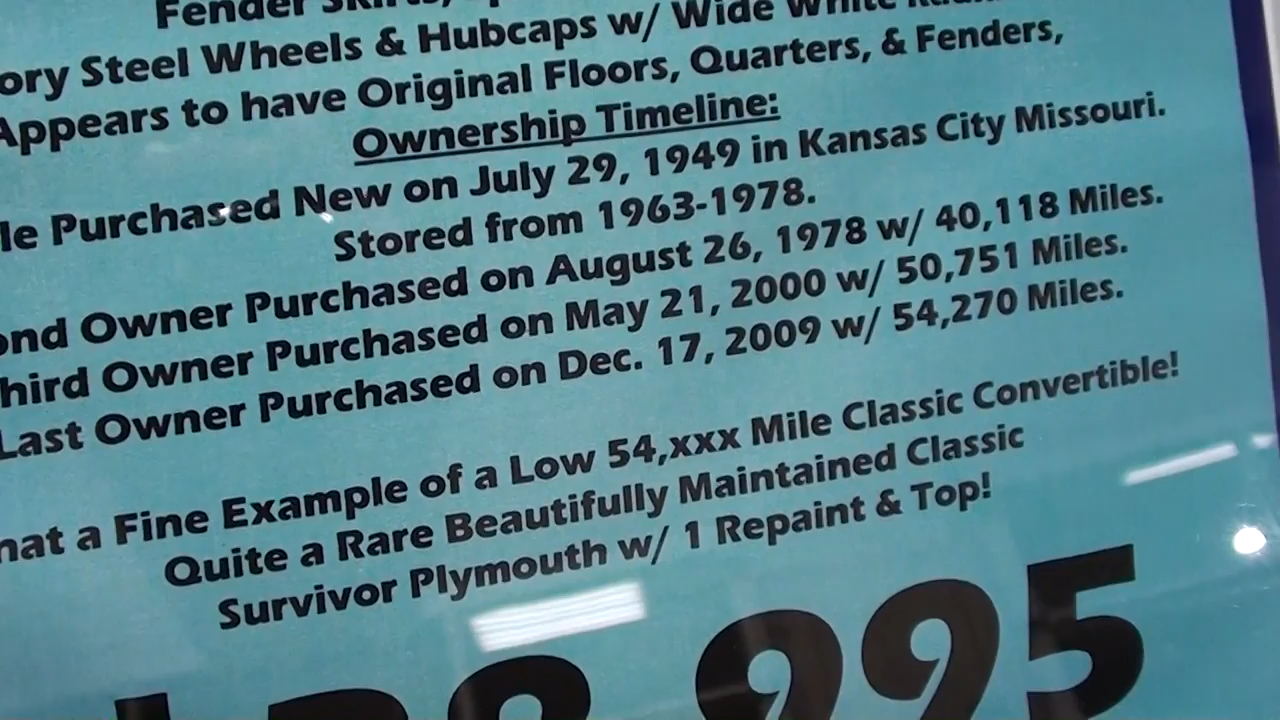 Fender
ory Steel Wheels & Hubcaps w/ Wide White
Appears to have Original Floors, Quarters, & Fenders,
Ownership Timeline:
le Purchased New on July 29, 1949 in Kansas City Missouri.
Stored from 1963-1978.
ond Owner Purchased on August 26, 1978 w/ 40,118 Miles.
hird Owner Purchased on May 21, 2000 w/ 50,751 Miles.
Last Owner Purchased on Dec. 17, 2009 w/ 54,270 Miles.
hat a Fine Example of a Low 54,xxx Mile Classic Convertible!
Quite a Rare Beautifully Maintained Classic
Survivor Plymouth w/ 1 Repaint & Top!
995